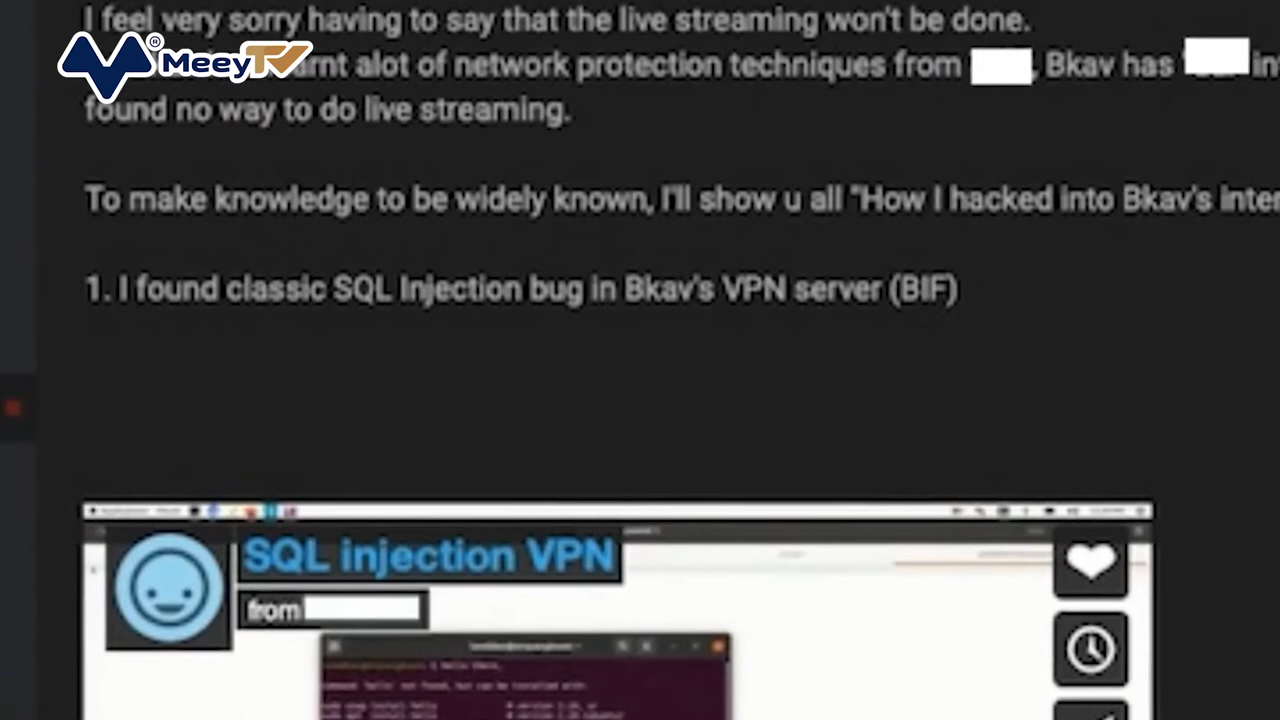 I feel very sorry having to say that the live streaming won't be done.
MeeyTV
alot of network protection techniques from , Bkav has
found no way to do live streaming.
To make knowledge to be widely known, I'll show u all "How I hacked into Bkav's
1. I found classic SQL Injection bug in Bkav's VPN server (BIF)
SQL injection VPN
from